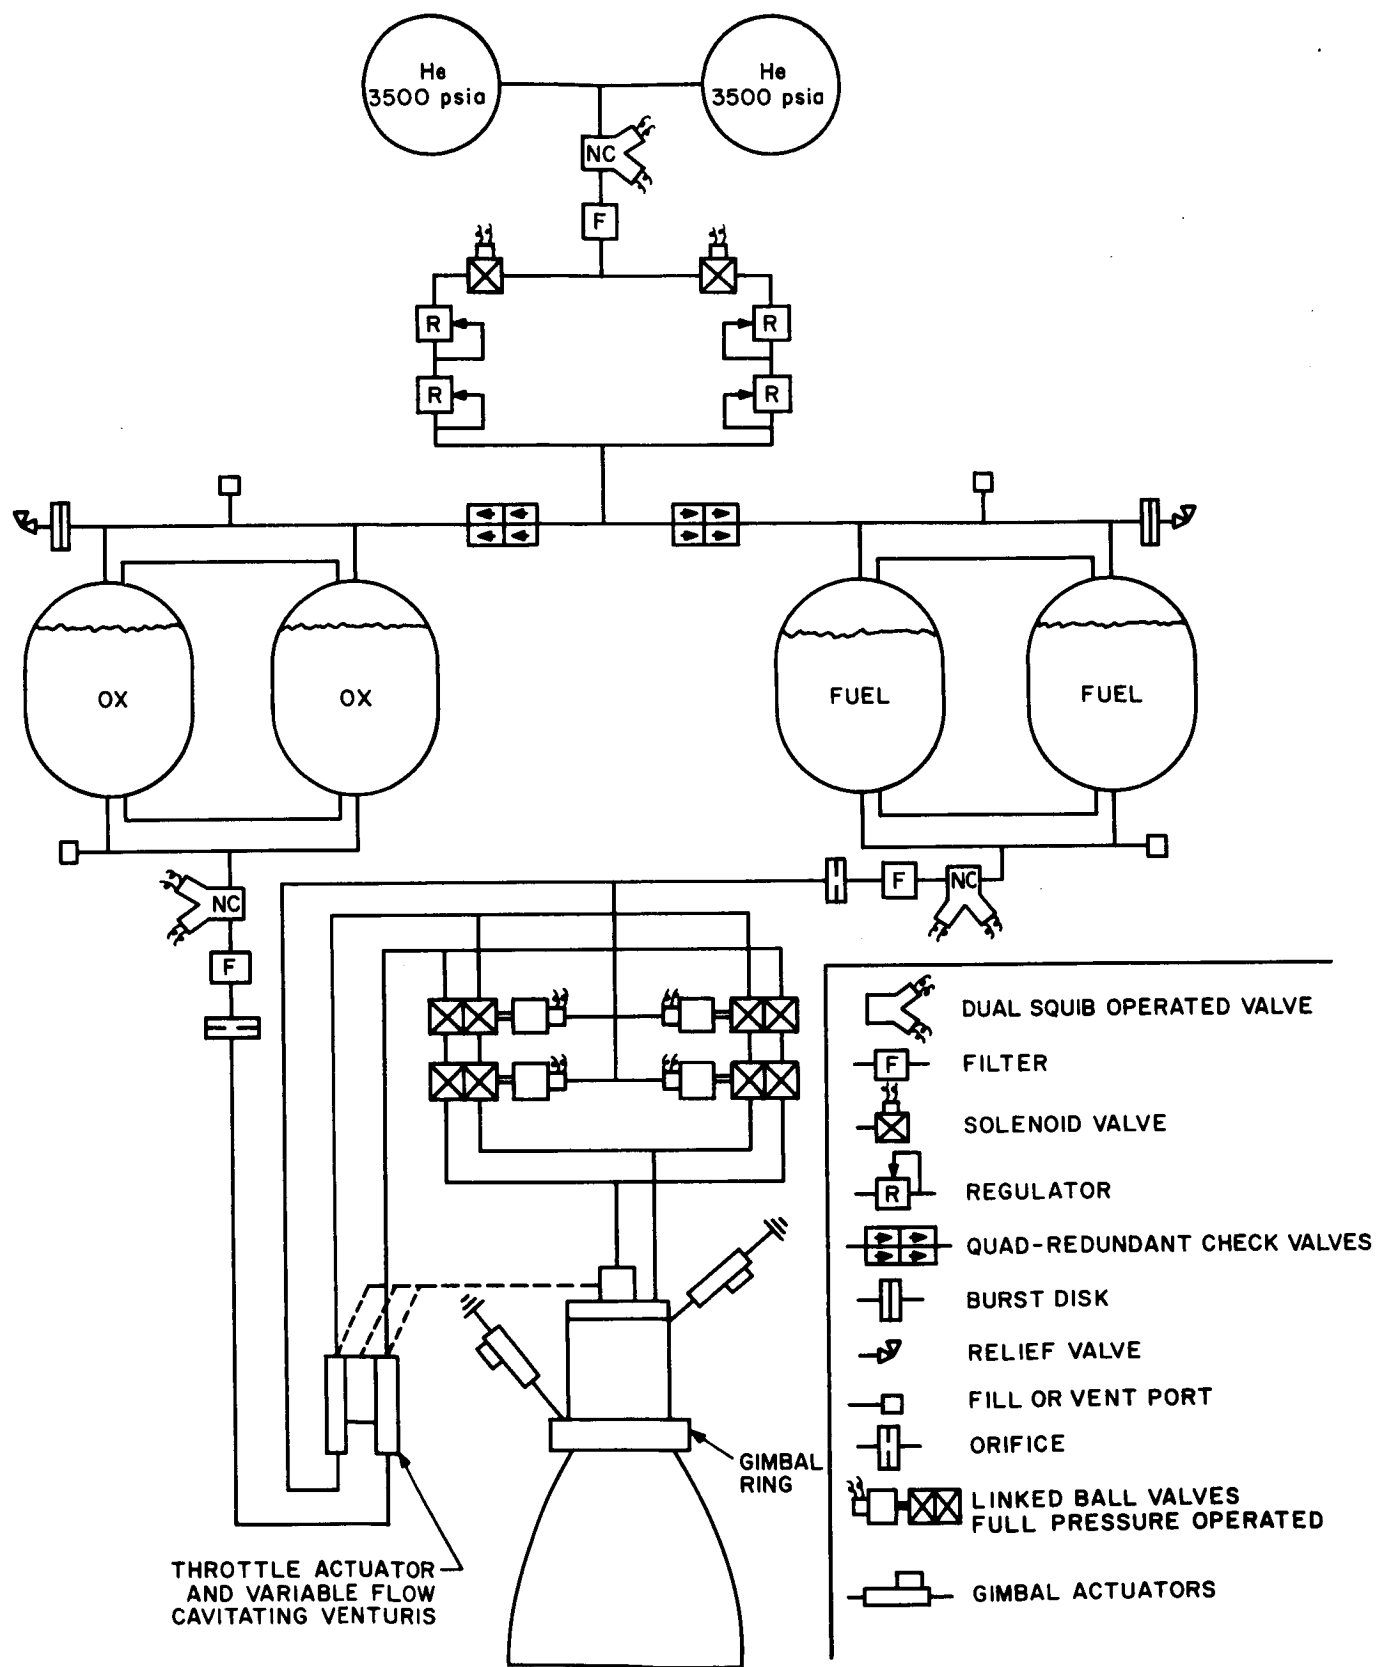 He
3500 psia
He
3500 psia
NC
F
R
R
R
R
OX
OX
FUEL
FUEL
NC
F
F
NC
DUAL SQUIB OPERATED VALVE
F
FILTER
SOLENOID VALVE
R
REGULATOR
QUAD-REDUNDANT CHECK VALVES
BURST DISK
RELIEF VALVE
FILL OR VENT PORT
ORIFICE
LINKED BALL VALVES
FULL PRESSURE OPERATED
GIMBAL ACTUATORS
GIMBAL
RING
THROTTLE ACTUATOR
AND VARIABLE FLOW
CAVITATING VENTURIS